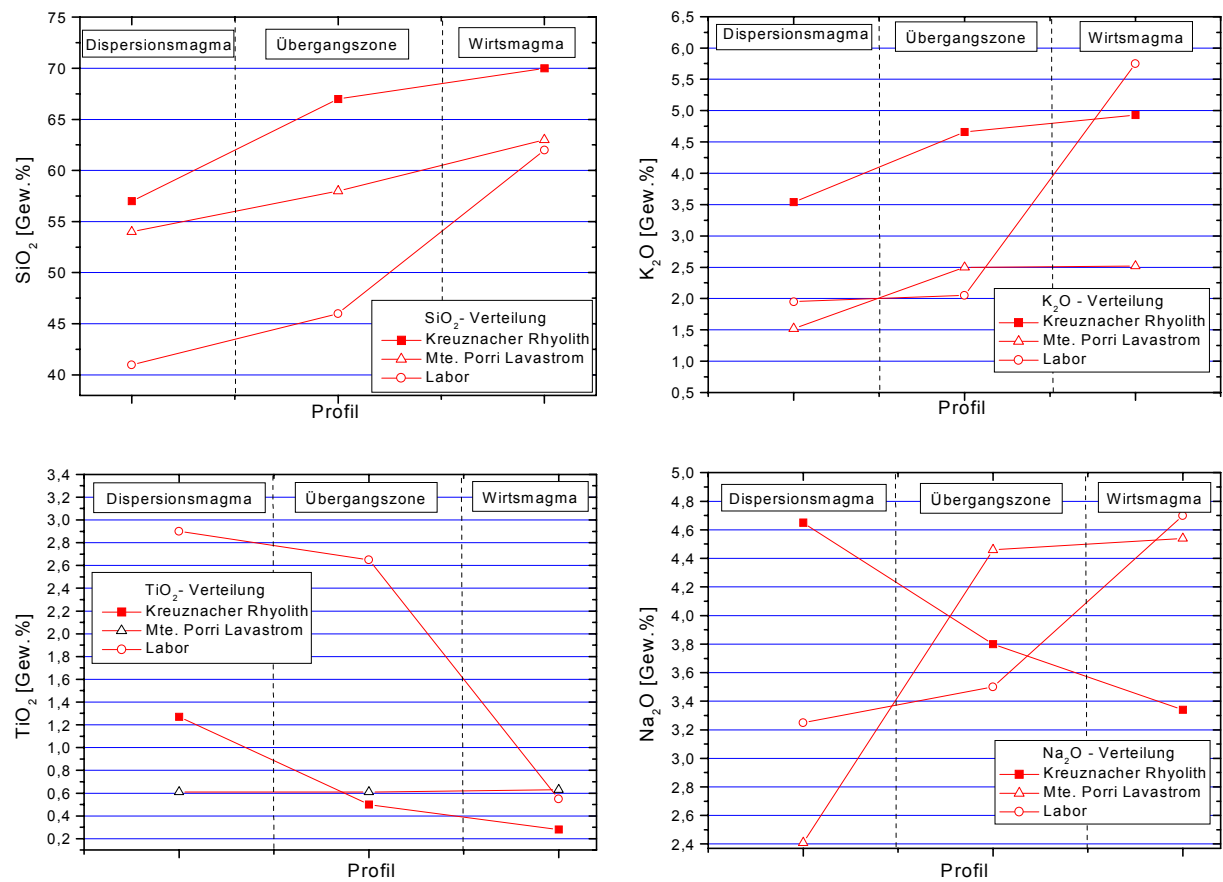 Dispersionsmagma Übergangszone Wirtsmagma
75
70
65
60
55
50
45
40
SiO₂ [Gew.%]
SiO₂- Verteilung
Kreuznacher Rhyolith
Mte. Porri Lavastrom
Labor
Profil
Dispersionsmagma Übergangszone Wirtsmagma
6,5
6,0
5,5
5,0
4,5
4,0
3,5
3,0
2,5
2,0
1,5
1,0
0,5
K₂O [Gew.%]
K₂O - Verteilung
Kreuznacher Rhyolith
Mte. Porri Lavastrom
Labor
Profil
Dispersionsmagma Übergangszone Wirtsmagma
3,4
3,2
3,0
2,8
2,6
2,4
2,2
2,0
1,8
1,6
1,4
1,2
1,0
0,8
0,6
0,4
0,2
TiO₂ [Gew.%]
TiO₂- Verteilung
Kreuznacher Rhyolith
Mte. Porri Lavastrom
Labor
Profil
Dispersionsmagma Übergangszone Wirtsmagma
5,0
4,8
4,6
4,4
4,2
4,0
3,8
3,6
3,4
3,2
3,0
2,8
2,6
2,4
Na₂O [Gew.%]
Na₂O - Verteilung
Kreuznacher Rhyolith
Mte. Porri Lavastrom
Labor
Profil